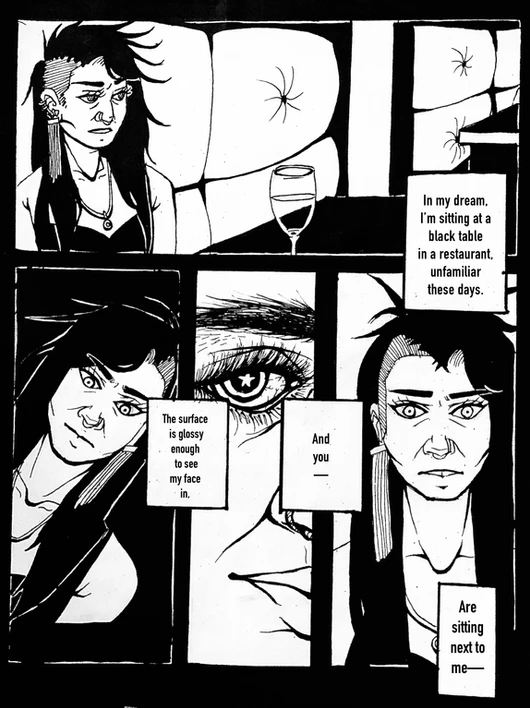 In my dream,
I'm sitting at a
black table
in a restaurant,
unfamiliar
these days.
The surface
is glossy
enough
to see
my face
in.
And
you
—
Are
sitting
next to
me—